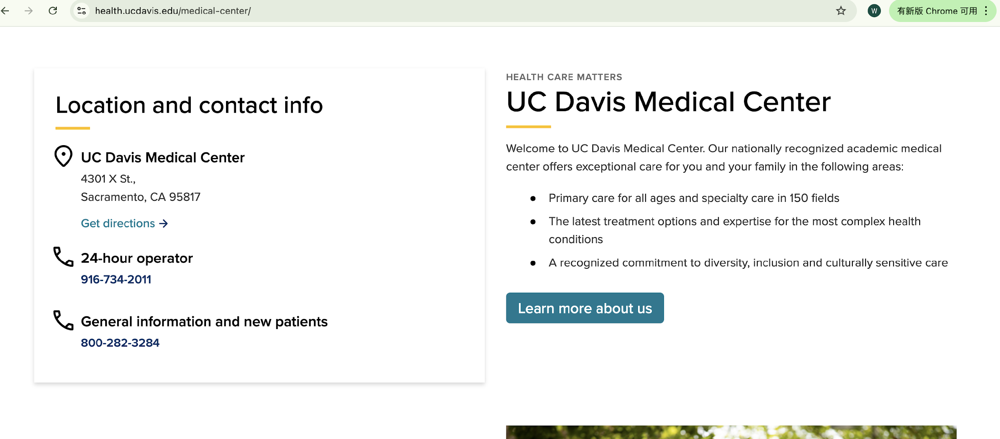 health.ucdavis.edu/medical-center/
W
有新版 Chrome 可用
Location and contact info
UC Davis Medical Center
4301 X St.,
Sacramento, CA 95817
Get directions →
24-hour operator
916-734-2011
General information and new patients
800-282-3284
HEALTH CARE MATTERS
UC Davis Medical Center
Welcome to UC Davis Medical Center. Our nationally recognized academic medical
center offers exceptional care for you and your family in the following areas:
• Primary care for all ages and specialty care in 150 fields
• The latest treatment options and expertise for the most complex health
conditions
• A recognized commitment to diversity, inclusion and culturally sensitive care
Learn more about us